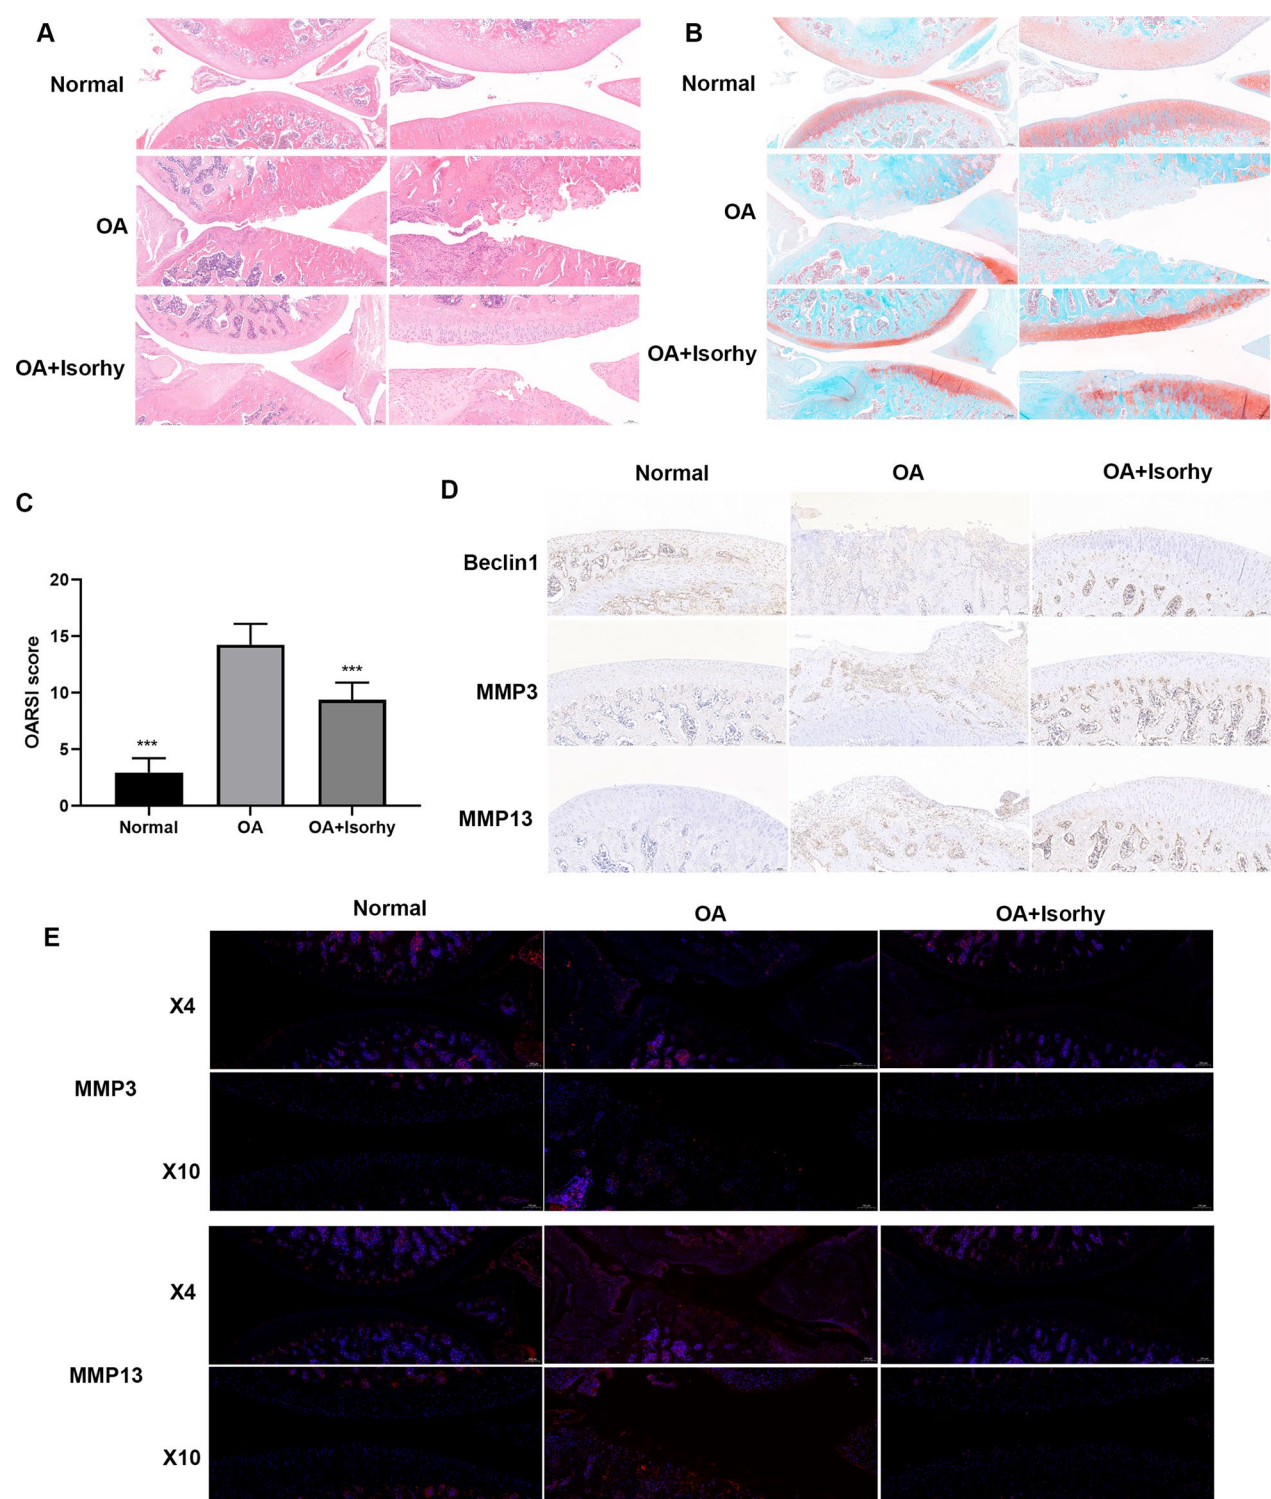 A
Normal
OA
OA+Isorhy
B
Normal
OA
OA+Isorhy
C
OARSI score
20
15
10
5
0
***
***
Normal
OA
OA+Isorhy
D
Normal
OA
OA+Isorhy
Beclin1
MMP3
MMP13
E
Normal
OA
OA+Isorhy
MMP3
X4
X10
MMP13
X4
X10